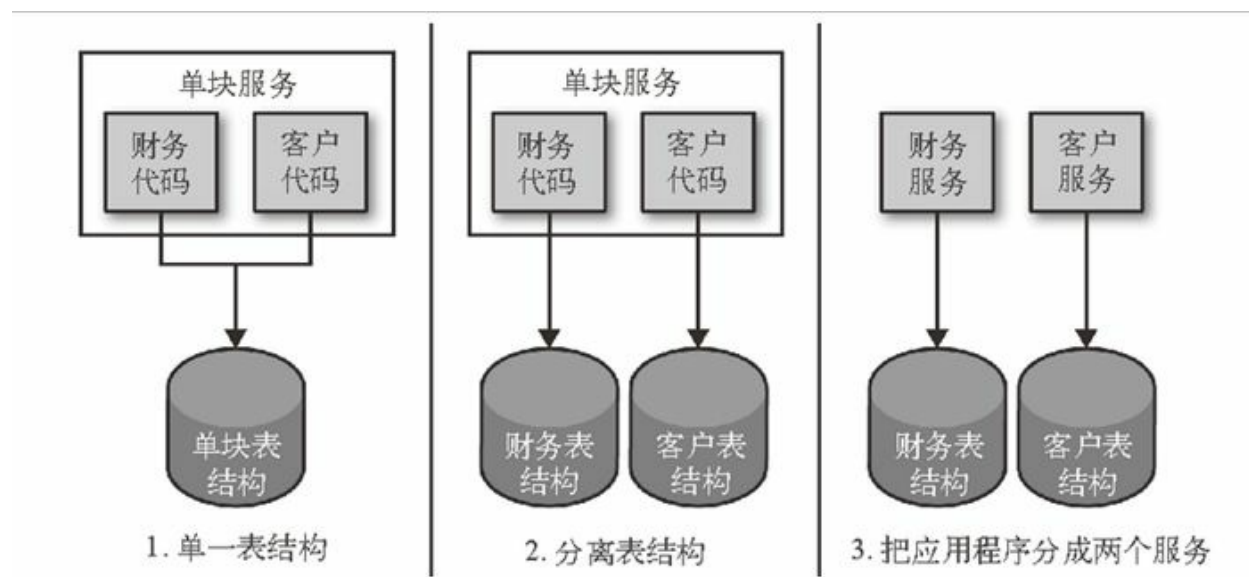 单块服务
财务
代码
客户
代码
单块表
结构
1. 单一表结构
单块服务
财务
代码
客户
代码
财务表
结构
客户表
结构
2. 分离表结构
财务
服务
客户
服务
财务表
结构
客户表
结构
3. 把应用程序分成两个服务